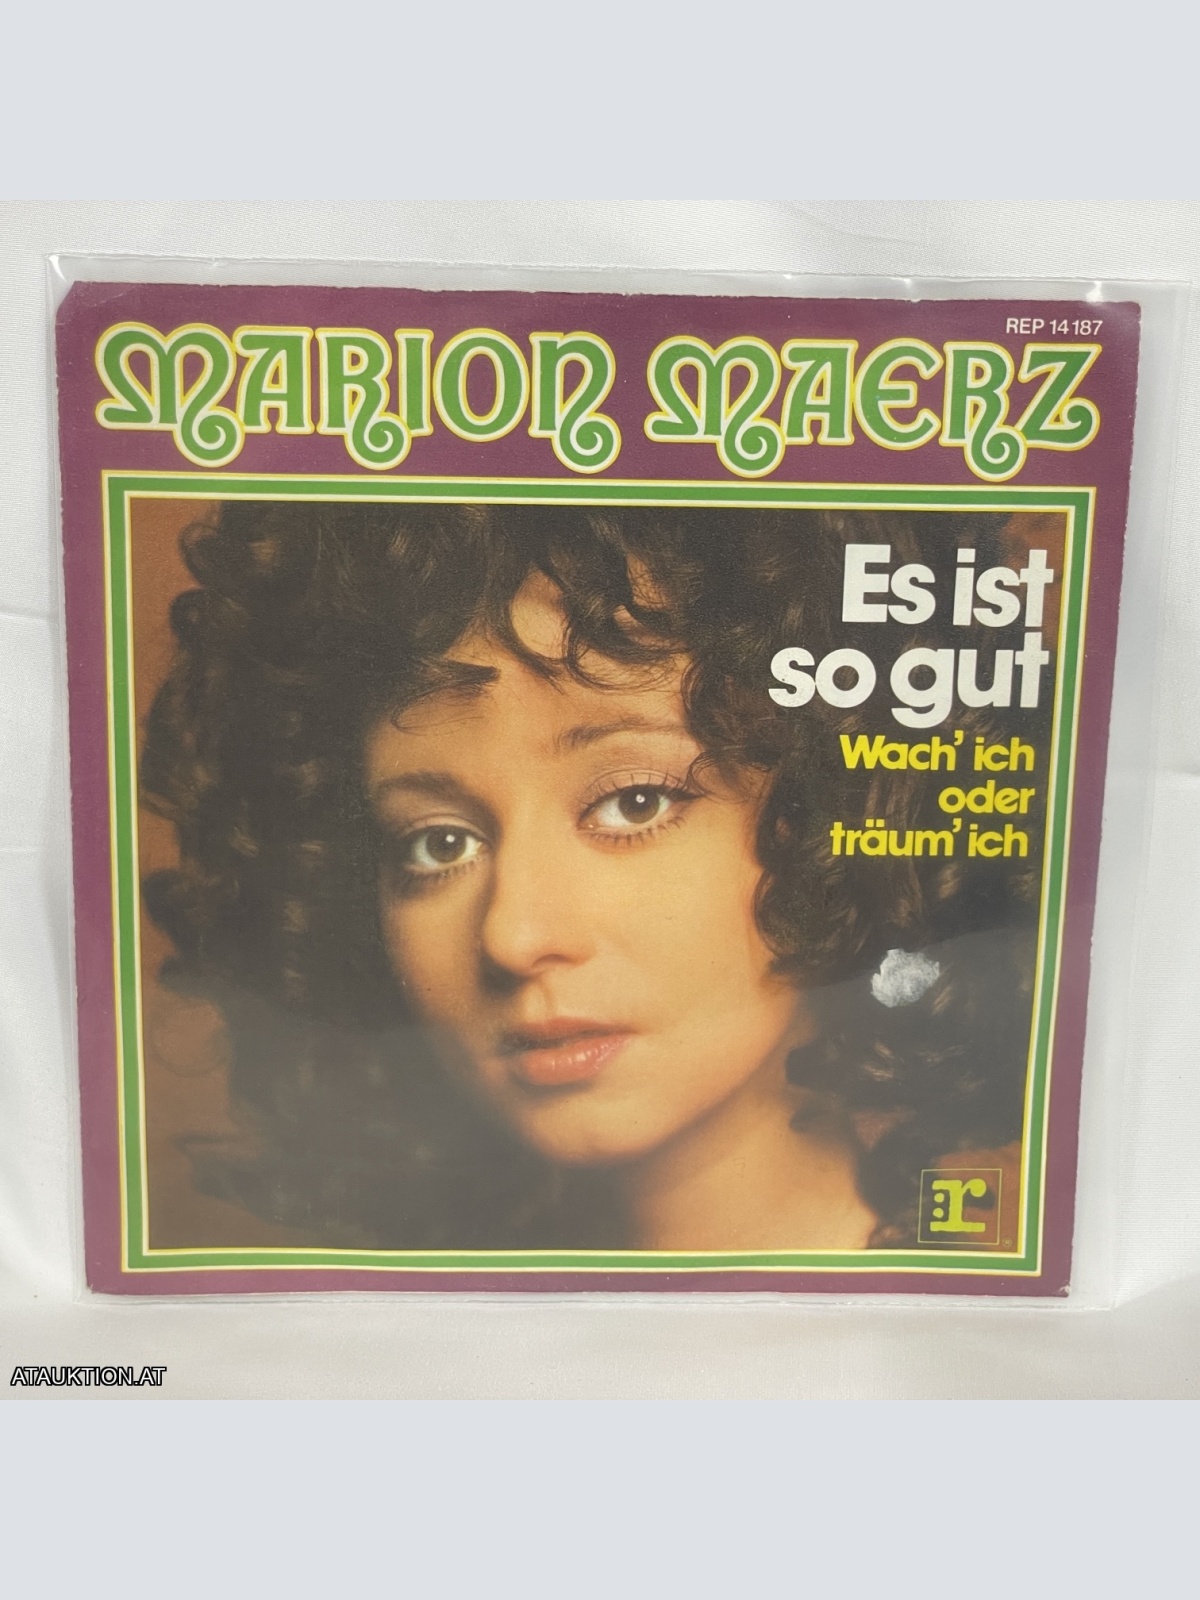 REP 14 187
MARION MAERZ
Es ist
so gut
Wach' ich
oder
träum' ich
r
®
ATAUKTION.AT